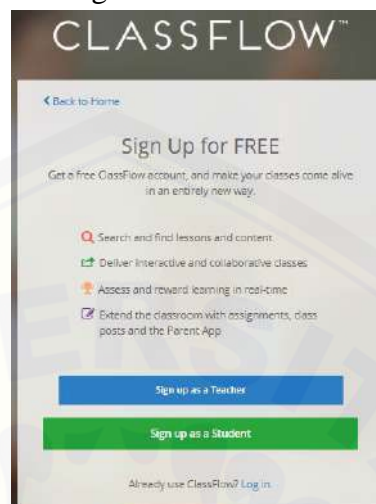 CLASSFLOW™
Back to Home
Sign Up for FREE
Get a free ClassFlow account, and make your classes come alive
in an entirely new way.
Search and find lessons and content
Deliver interactive and collaborative classes
Assess and reward learning in real-time
Extend the classroom with assignments, class
posts and the Parent App
Sign up as a Teacher
Sign up as a Student
Already use ClassFlow? Log in